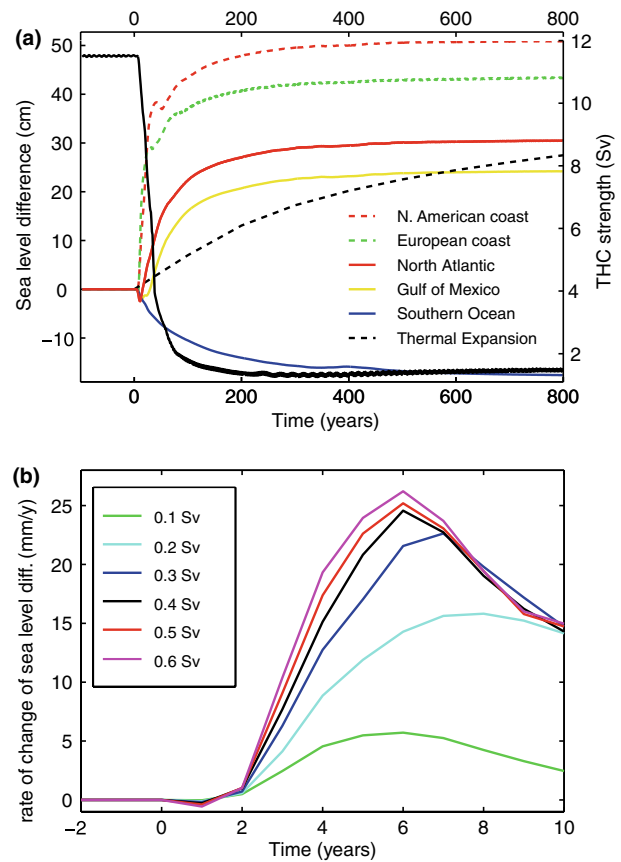 0 200 400 600 800
(a)
50
40
30
20
10
0
−10
Sea level difference (cm)
12
10
8
6
4
2
THC strength (Sv)
N. American coast
European coast
North Atlantic
Gulf of Mexico
Southern Ocean
Thermal Expansion
0 200 400 600 800
Time (years)
(b)
25
20
15
10
5
0
rate of change of sea level diff. (mm/y)
0.1 Sv
0.2 Sv
0.3 Sv
0.4 Sv
0.5 Sv
0.6 Sv
−2 0 2 4 6 8 10
Time (years)